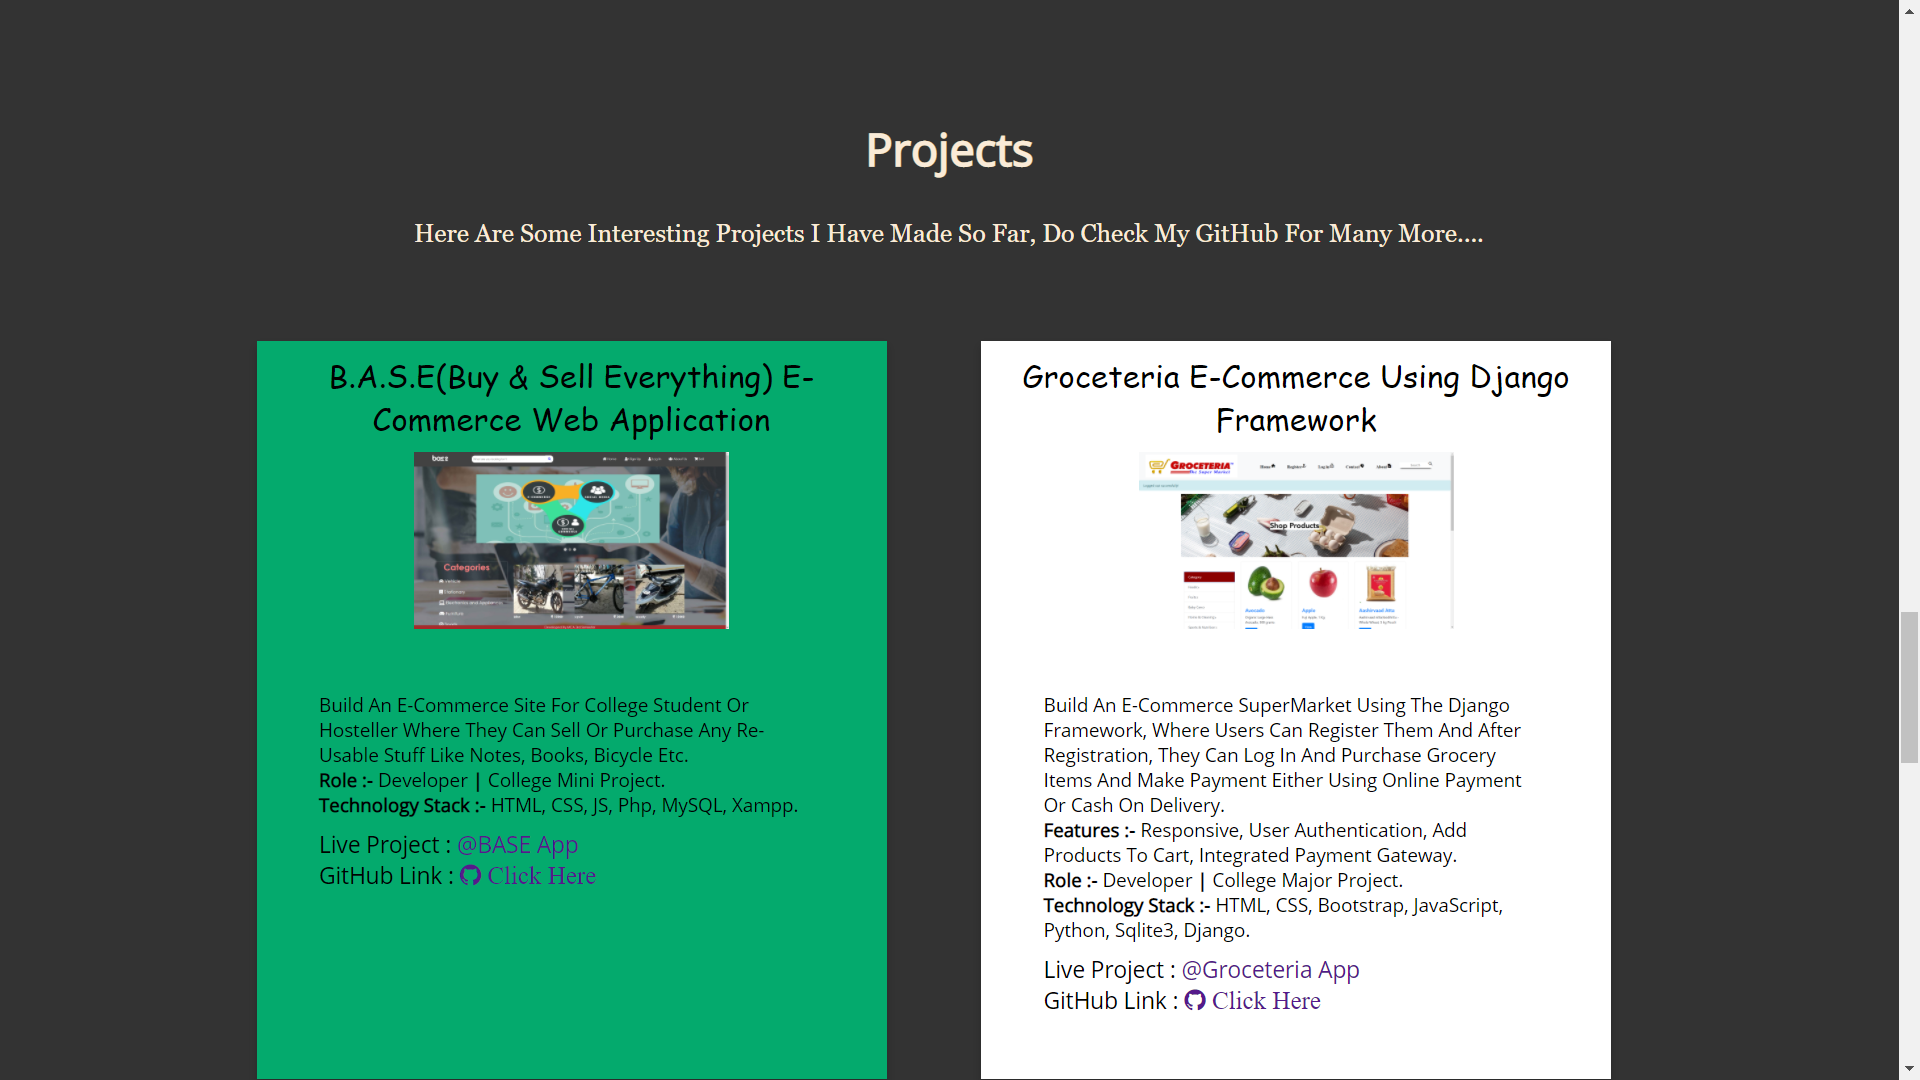 Projects
Here Are Some Interesting Projects I Have Made So Far, Do Check My GitHub For Many More....
B.A.S.E(Buy & Sell Everything) E-
Commerce Web Application
Categories
Build An E-Commerce Site For College Student Or
Hosteller Where They Can Sell Or Purchase Any Re-
Usable Stuff Like Notes, Books, Bicycle Etc.
Role :- Developer | College Mini Project.
Technology Stack :- HTML, CSS, JS, Php, MySQL, Xampp.
Live Project : @BASE App
GitHub Link : Click Here
Groceteria E-Commerce Using Django
Framework
GROCETERIA
Shop Products
Avocado
Apple
Build An E-Commerce SuperMarket Using The Django
Framework, Where Users Can Register Them And After
Registration, They Can Log In And Purchase Grocery
Items And Make Payment Either Using Online Payment
Or Cash On Delivery.
Features :- Responsive, User Authentication, Add
Products To Cart, Integrated Payment Gateway.
Role :- Developer | College Major Project.
Technology Stack :- HTML, CSS, Bootstrap, JavaScript,
Python, Sqlite3, Django.
Live Project : @Groceteria App
GitHub Link : Click Here